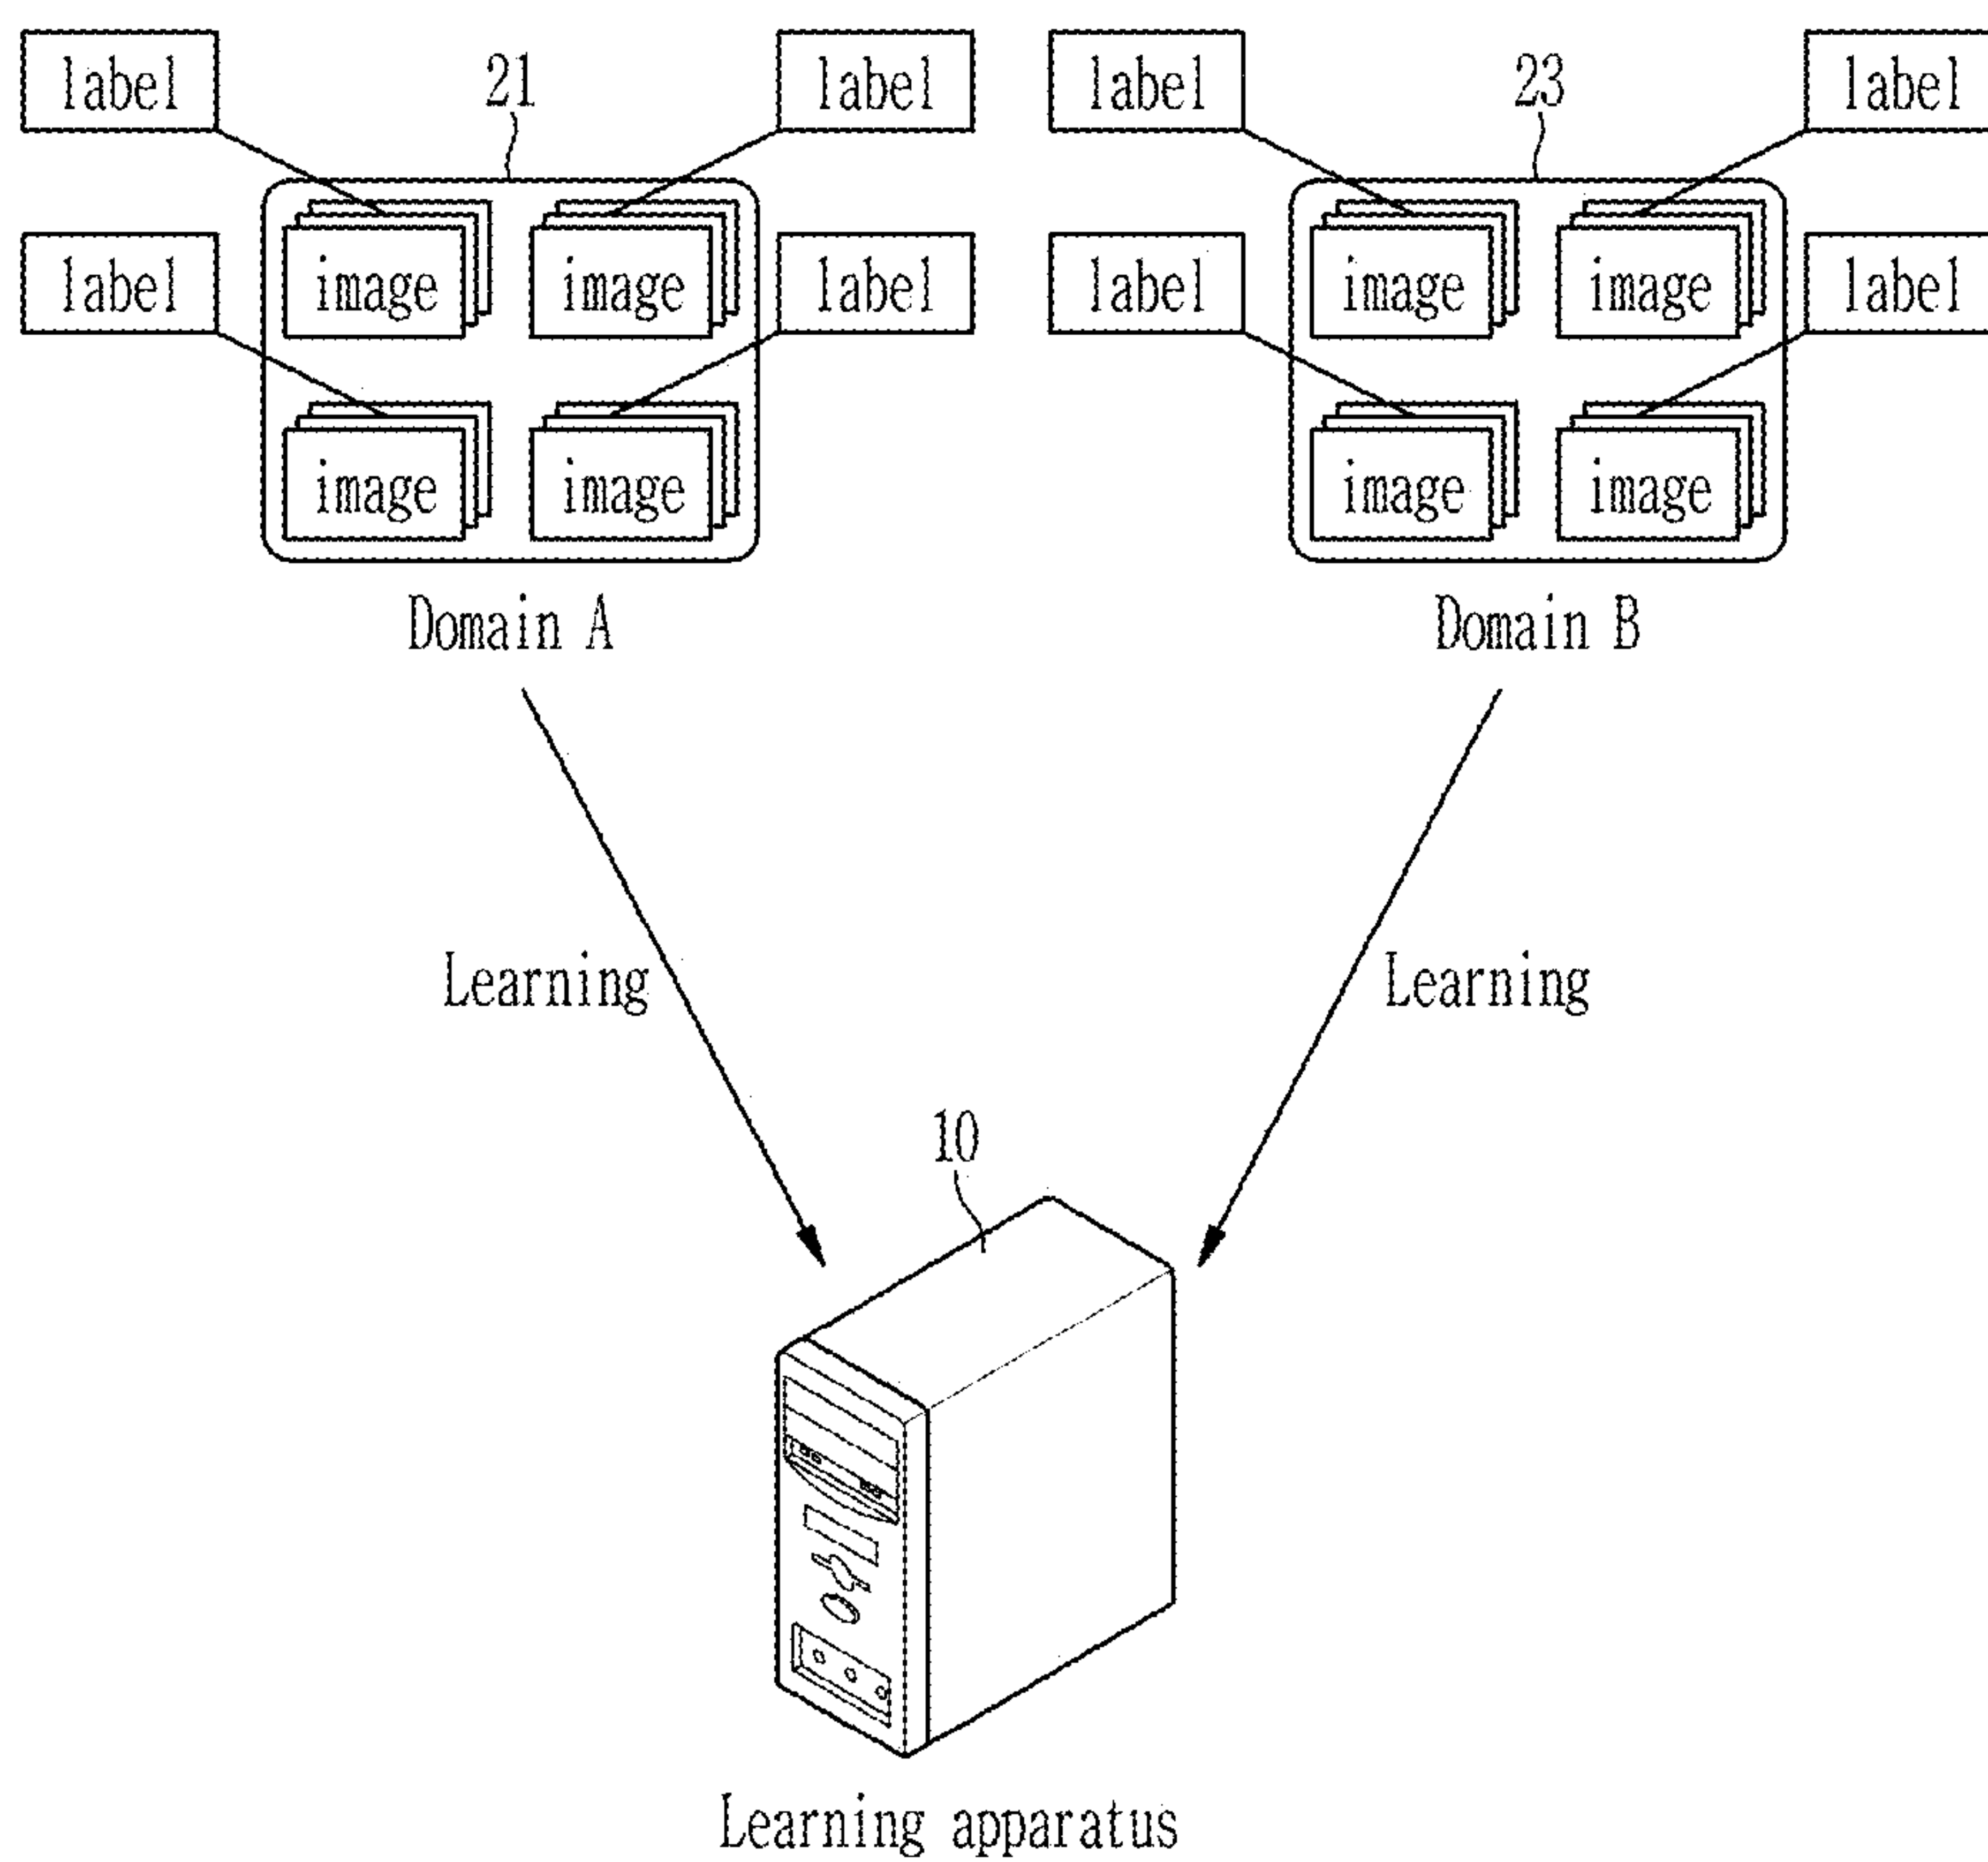 label 21 label label 23 label
image image image image
label label label label
image image image image
Domain A Domain B
Learning Learning
10
Learning apparatus